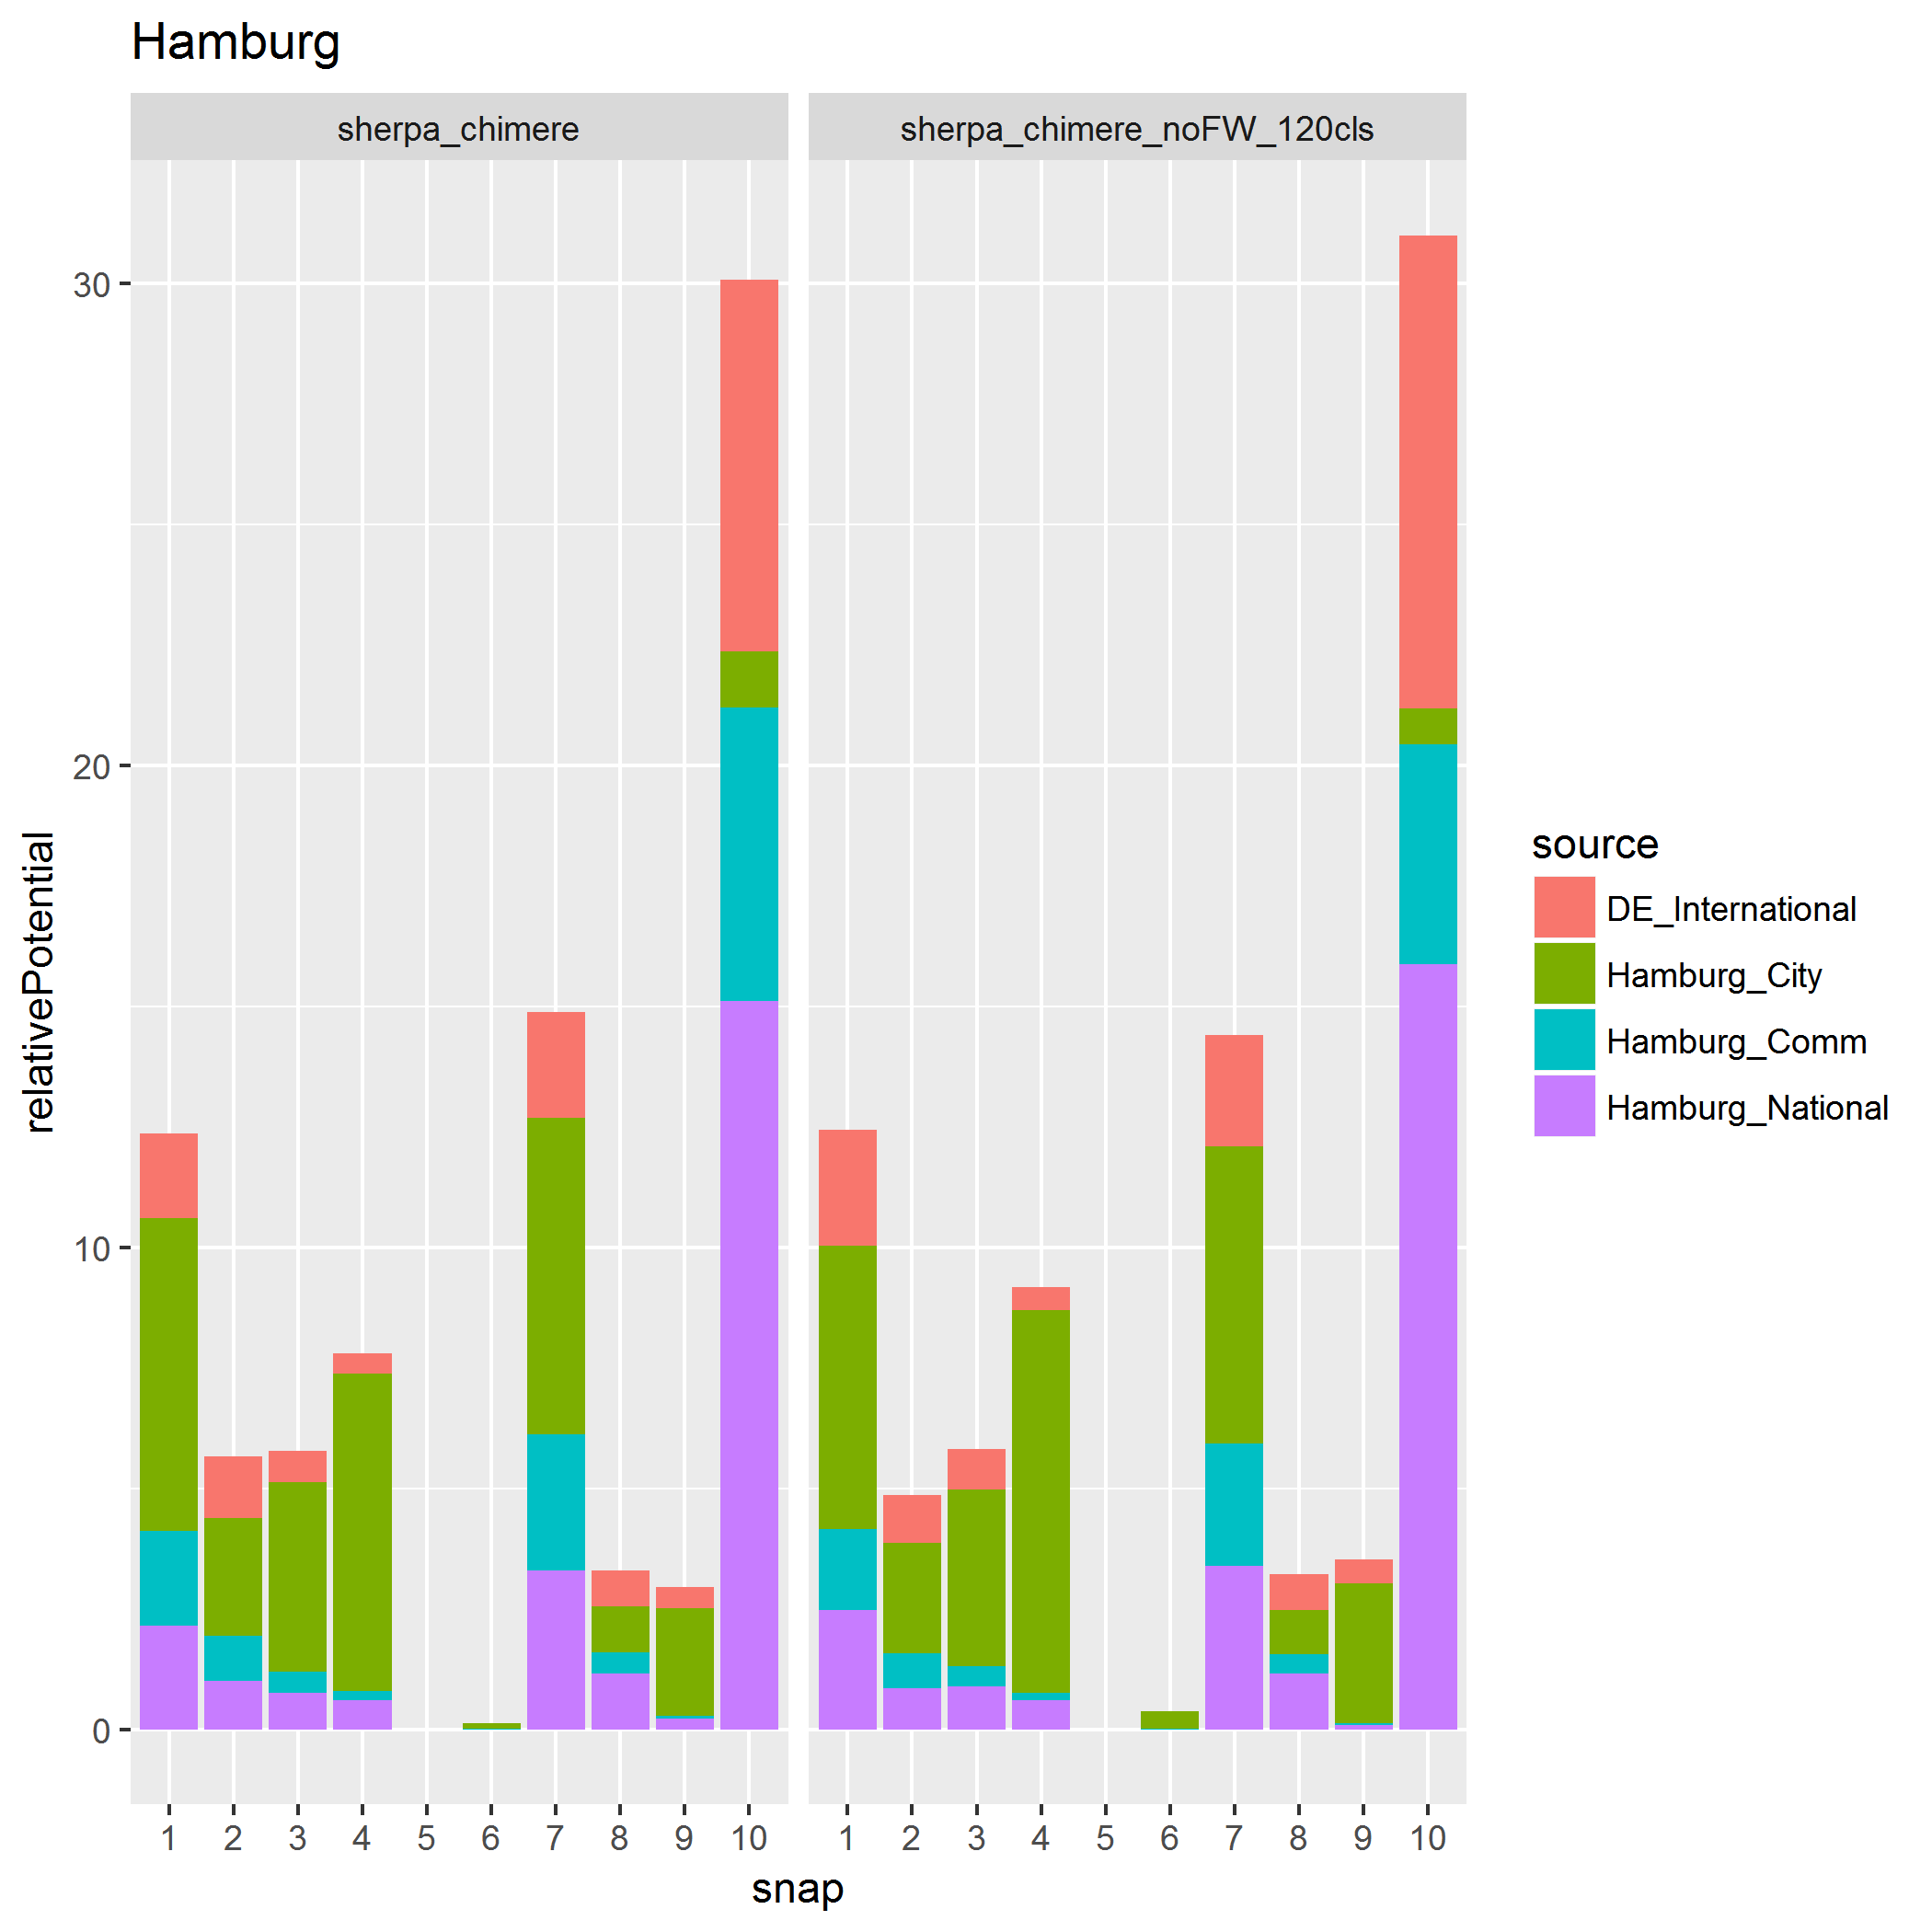 Hamburg
sherpa_chimere
sherpa_chimere_noFW_120cls
relativePotential
30
20
10
0
1 2 3 4 5 6 7 8 9 10
1 2 3 4 5 6 7 8 9 10
snap
source
DE_International
Hamburg_City
Hamburg_Comm
Hamburg_National